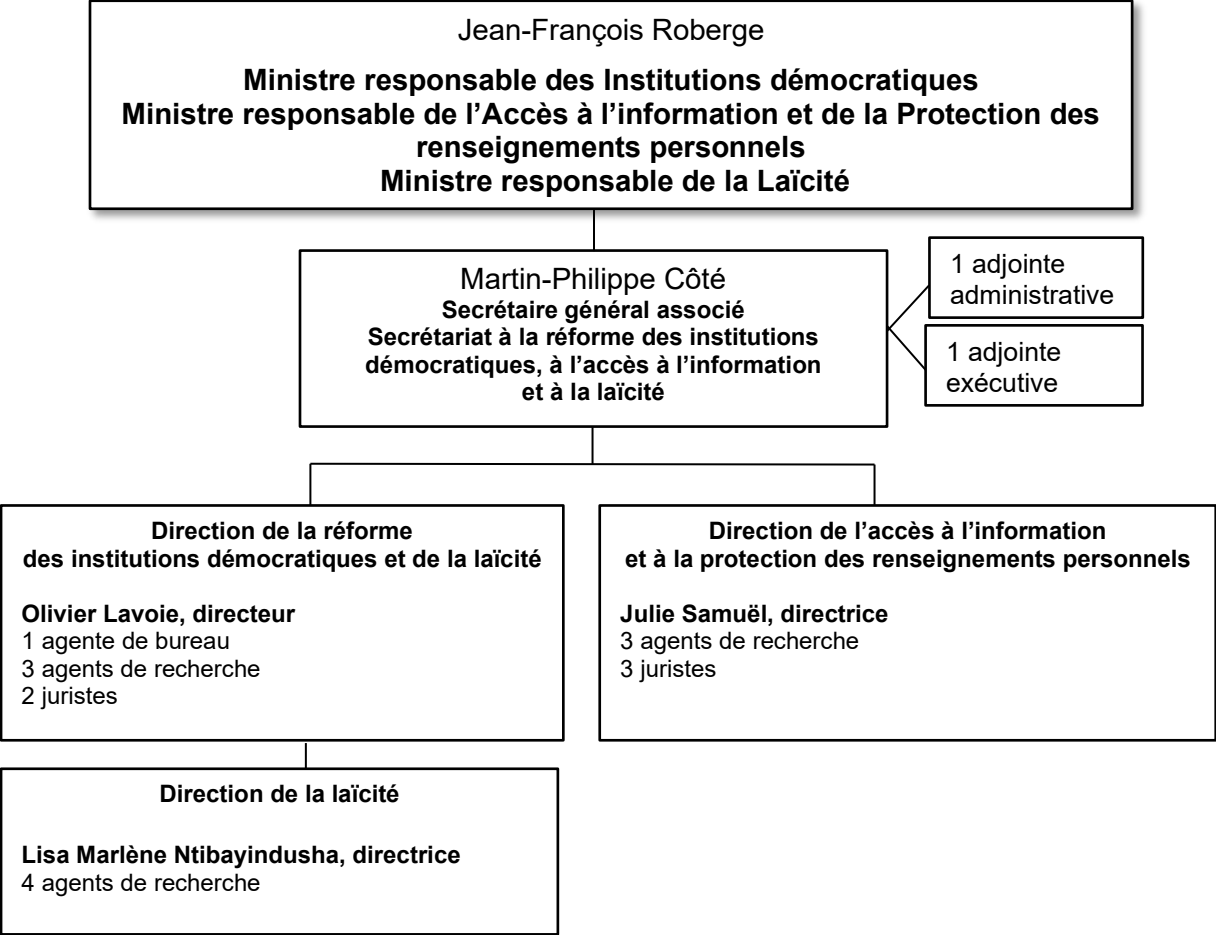 Jean-François Roberge
Ministre responsable des Institutions démocratiques
Ministre responsable de l’Accès à l’information et de la Protection des
renseignements personnels
Ministre responsable de la Laïcité
Martin-Philippe Côté
Secrétaire général associé
Secrétariat à la réforme des institutions
démocratiques, à l’accès à l’information
et à la laïcité
1 adjointe
administrative
1 adjointe
exécutive
Direction de la réforme
des institutions démocratiques et de la laïcité
Olivier Lavoie, directeur
1 agente de bureau
3 agents de recherche
2 juristes
Direction de l’accès à l’information
et à la protection des renseignements personnels
Julie Samuël, directrice
3 agents de recherche
3 juristes
Direction de la laïcité
Lisa Marlène Ntibayindusha, directrice
4 agents de recherche